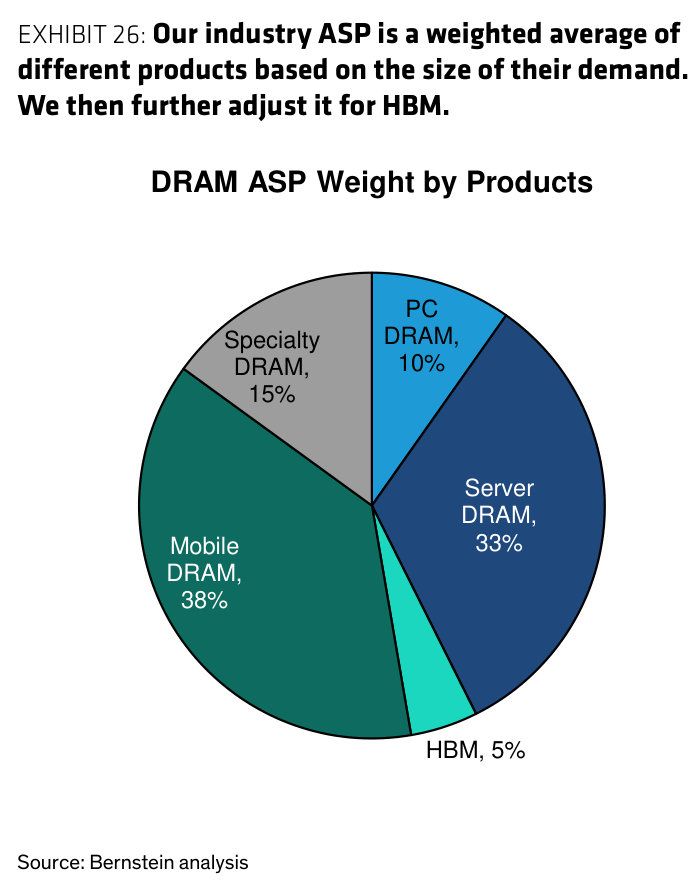 EXHIBIT 26: Our industry ASP is a weighted average of
different products based on the size of their demand.
We then further adjust it for HBM.
DRAM ASP Weight by Products
PC
DRAM,
10%
Specialty
DRAM,
15%
Server
DRAM,
33%
Mobile
DRAM,
38%
HBM, 5%
Source: Bernstein analysis